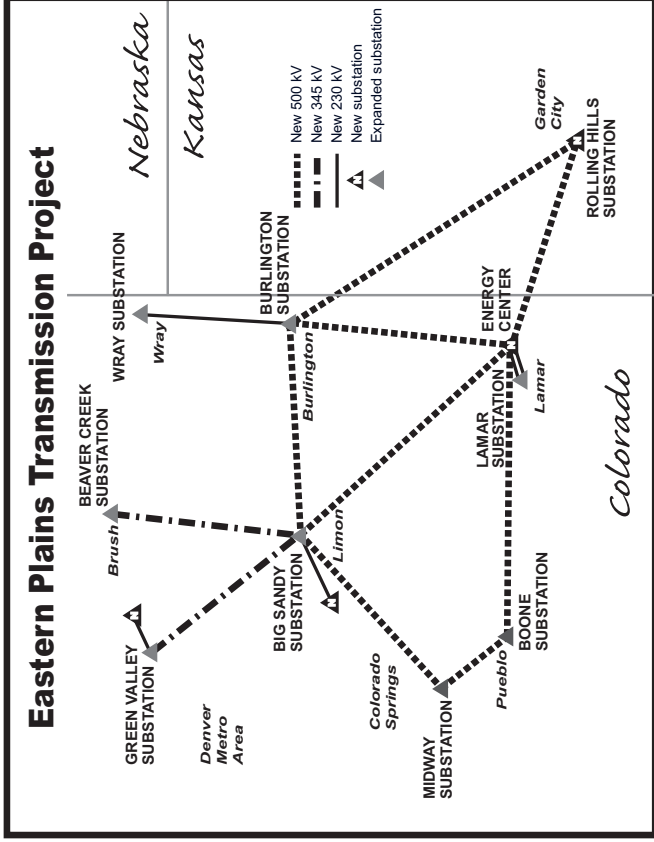 Eastern Plains Transmission Project
Nebraska
Kansas
Colorado
New 500 kV
New 345 kV
New 230 kV
N New substation
Expanded substation
WRAY SUBSTATION
Wray
BEAVER CREEK
SUBSTATION
Brush
N
GREEN VALLEY
SUBSTATION
Denver
Metro
Area
BURLINGTON
SUBSTATION
Burlington
BIG SANDY
SUBSTATION
Limon
N
Colorado
Springs
MIDWAY
SUBSTATION
Pueblo
BOONE
SUBSTATION
LAMAR
SUBSTATION
Lamar
ENERGY
CENTER
N
Garden
City
N
ROLLING HILLS
SUBSTATION